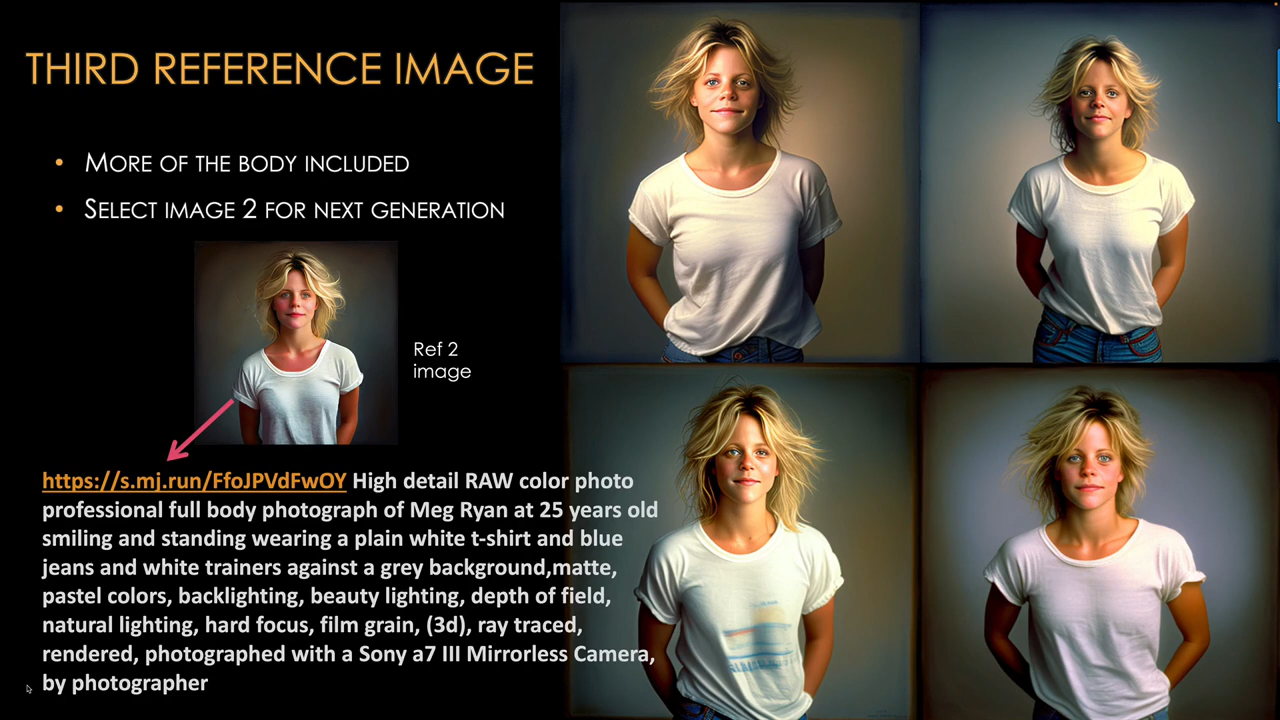 THIRD REFERENCE IMAGE
• MORE OF THE BODY INCLUDED
• SELECT IMAGE 2 FOR NEXT GENERATION
Ref 2
image
https://s.mj.run/FfoJPVdFwOY High detail RAW color photo
professional full body photograph of Meg Ryan at 25 years old
smiling and standing wearing a plain white t-shirt and blue
jeans and white trainers against a grey background,matte,
pastel colors, backlighting, beauty lighting, depth of field,
natural lighting, hard focus, film grain, (3d), ray traced,
rendered, photographed with a Sony a7 III Mirrorless Camera,
by photographer